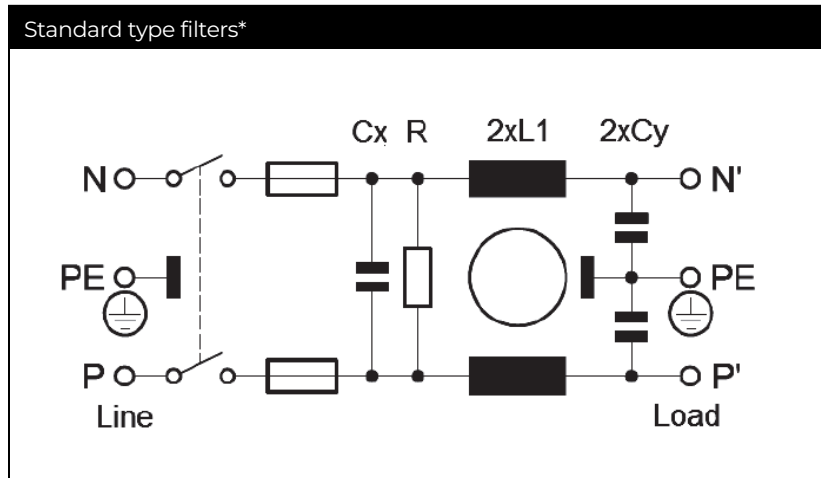 Standard type filters*
Cx R 2xL1 2xCy
N N'
PE PE
P P'
Line Load